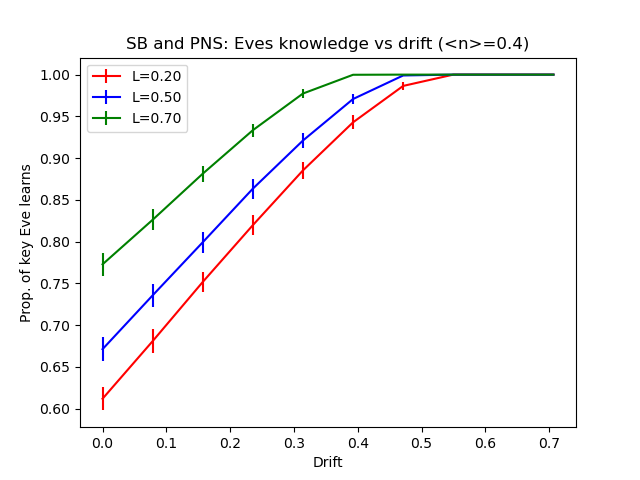 SB and PNS: Eves knowledge vs drift (<n>=0.4)
L=0.20
L=0.50
L=0.70
Prop. of key Eve learns
1.00
0.95
0.90
0.85
0.80
0.75
0.70
0.65
0.60
0.0 0.1 0.2 0.3 0.4 0.5 0.6 0.7
Drift